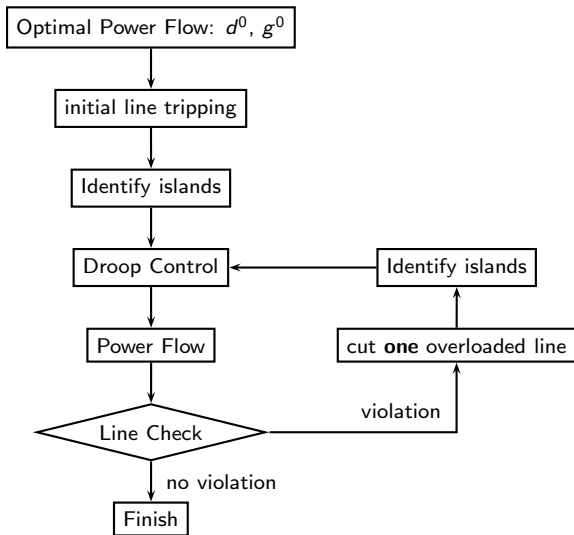 Optimal Power Flow: d⁰, g⁰
initial line tripping
Identify islands
Droop Control
Identify islands
Power Flow
cut one overloaded line
violation
Line Check
no violation
Finish